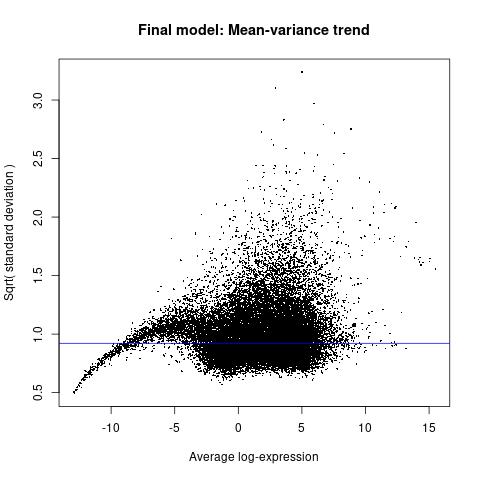 Final model: Mean-variance trend
3.0
2.5
2.0
1.5
1.0
0.5
Sqrt( standard deviation )
-10 -5 0 5 10 15
Average log-expression